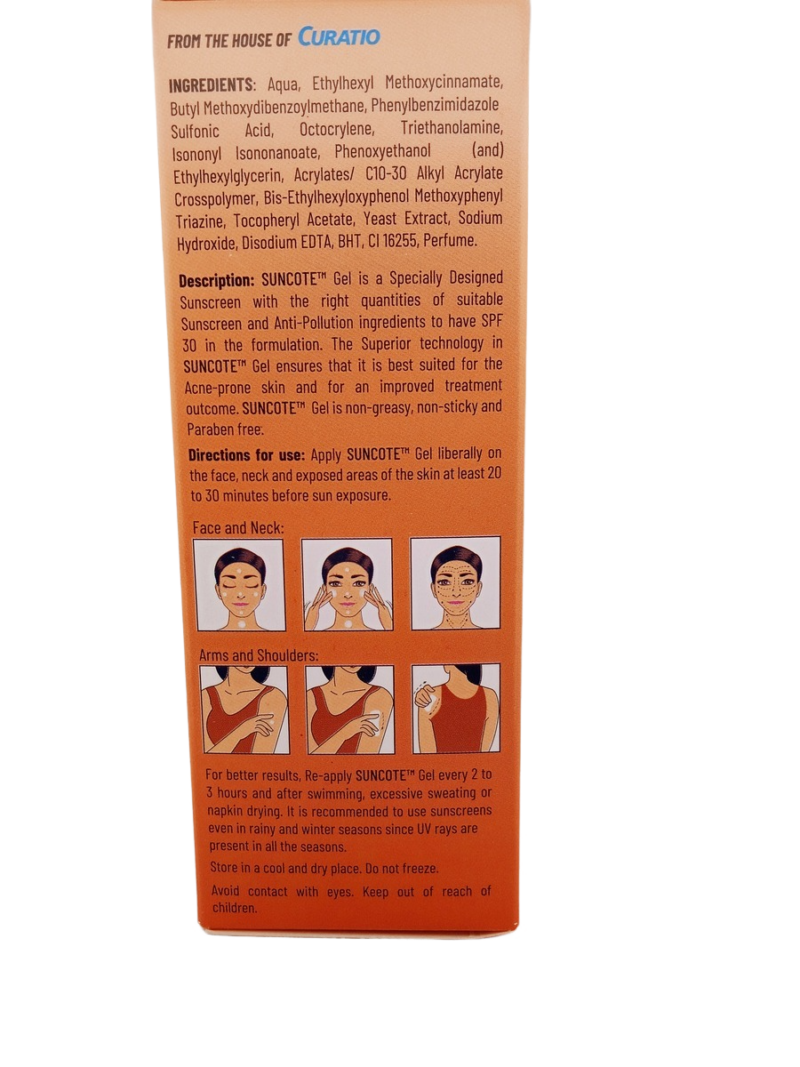 FROM THE HOUSE OF CURATIO
INGREDIENTS: Aqua, Ethylhexyl Methoxycinnamate,
Butyl Methoxydibenzoylmethane, Phenylbenzimidazole
Sulfonic Acid, Octocrylene, Triethanolamine,
Isononyl Isononanoate, Phenoxyethanol (and)
Ethylhexylglycerin, Acrylates/ C10-30 Alkyl Acrylate
Crosspolymer, Bis-Ethylhexyloxyphenol Methoxyphenyl
Triazine, Tocopheryl Acetate, Yeast Extract, Sodium
Hydroxide, Disodium EDTA, BHT, CI 16255, Perfume.
Description: SUNCOTE™ Gel is a Specially Designed
Sunscreen with the right quantities of suitable
Sunscreen and Anti-Pollution ingredients to have SPF
30 in the formulation. The Superior technology in
SUNCOTE™ Gel ensures that it is best suited for the
Acne-prone skin and for an improved treatment
outcome. SUNCOTE™ Gel is non-greasy, non-sticky and
Paraben free.
Directions for use: Apply SUNCOTE™ Gel liberally on
the face, neck and exposed areas of the skin at least 20
to 30 minutes before sun exposure.
Face and Neck:
Arms and Shoulders:
For better results, Re-apply SUNCOTE™ Gel every 2 to
3 hours and after swimming, excessive sweating or
napkin drying. It is recommended to use sunscreens
even in rainy and winter seasons since UV rays are
present in all the seasons.
Store in a cool and dry place. Do not freeze.
Avoid contact with eyes. Keep out of reach of
children.